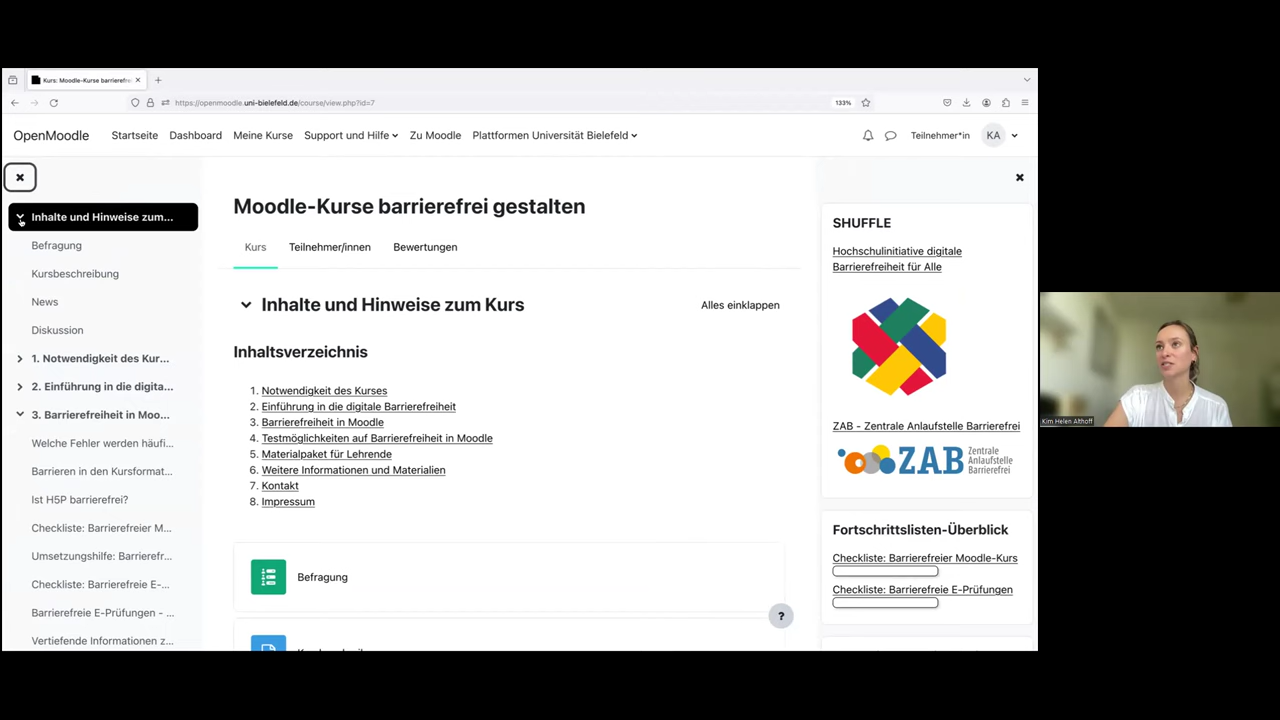 Kurs: Moodle-Kurse barrierefrei
https://openmoodle.uni-bielefeld.de/course/view.php?id=7
133%
OpenMoodle Startseite Dashboard Meine Kurse Support und Hilfe Zu Moodle Plattformen Universität Bielefeld Teilnehmer*in KA
Inhalte und Hinweise zum...
Befragung
Kursbeschreibung
News
Diskussion
1. Notwendigkeit des Kur...
2. Einführung in die digita...
3. Barrierefreiheit in Moo...
Welche Fehler werden häufi...
Barrieren in den Kursformat...
Ist H5P barrierefrei?
Checkliste: Barrierefreier M...
Umsetzungshilfe: Barrierefr...
Checkliste: Barrierefreie E-...
Barrierefreie E-Prüfungen - ...
Vertiefende Informationen z...
Moodle-Kurse barrierefrei gestalten
Kurs Teilnehmer/innen Bewertungen
Inhalte und Hinweise zum Kurs
Alles einklappen
Inhaltsverzeichnis
1. Notwendigkeit des Kurses
2. Einführung in die digitale Barrierefreiheit
3. Barrierefreiheit in Moodle
4. Testmöglichkeiten auf Barrierefreiheit in Moodle
5. Materialpaket für Lehrende
6. Weitere Informationen und Materialien
7. Kontakt
8. Impressum
Befragung
?
SHUFFLE
Hochschulinitiative digitale
Barrierefreiheit für Alle
ZAB - Zentrale Anlaufstelle Barrierefrei
ZAB Zentrale
Anlaufstelle
Barrierefrei
Fortschrittslisten-Überblick
Checkliste: Barrierefreier Moodle-Kurs
Checkliste: Barrierefreie E-Prüfungen
Kim Helen Althoff